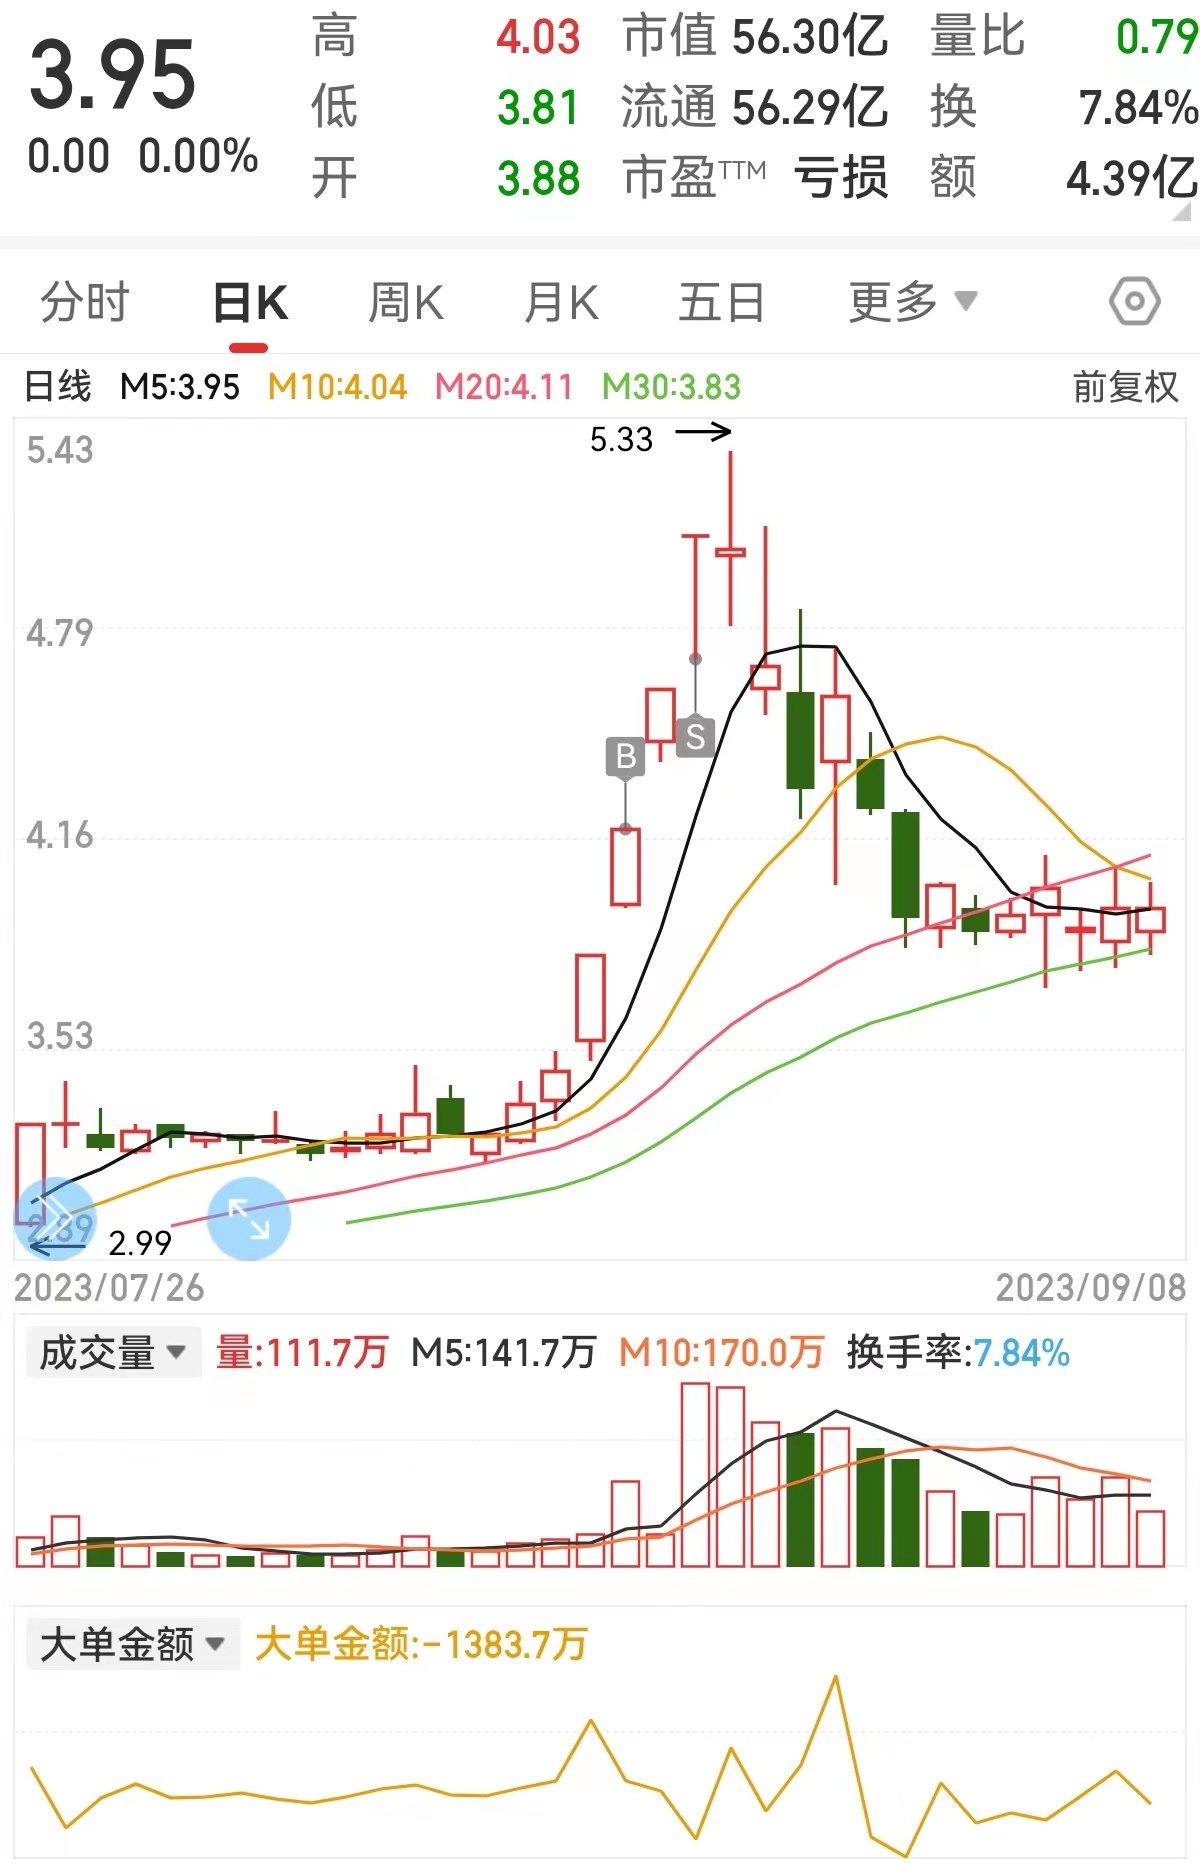 3.95
0.00 0.00%
高 4.03 市值 56.30亿 量比 0.79
低 3.81 流通 56.29亿 换 7.84%
开 3.88 市盈TTM 亏损 额 4.39亿
分时 日K 周K 月K 五日 更多
日线 M5:3.95 M10:4.04 M20:4.11 M30:3.83 前复权
5.43
5.33
4.79
B
S
4.16
3.53
2.89
2.99
2023/07/26 2023/09/08
成交量 量:111.7万 M5:141.7万 M10:170.0万 换手率:7.84%
大单金额 大单金额:-1383.7万